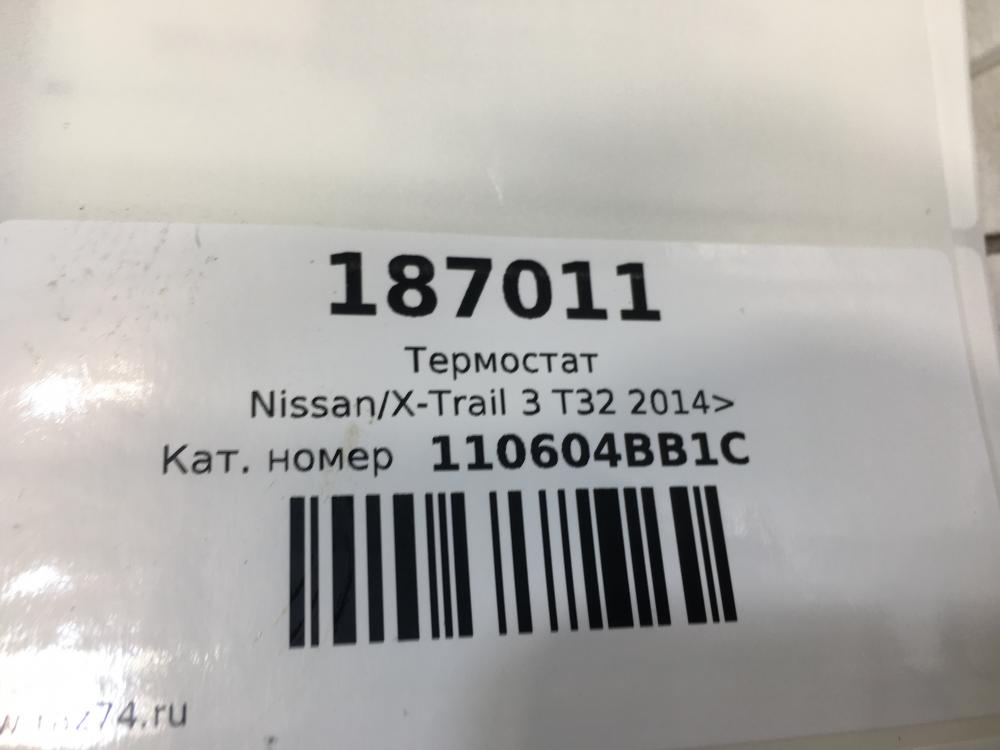 187011
Термостат
Nissan/X-Trail 3 T32 2014>
Кат. номер 110604BB1C